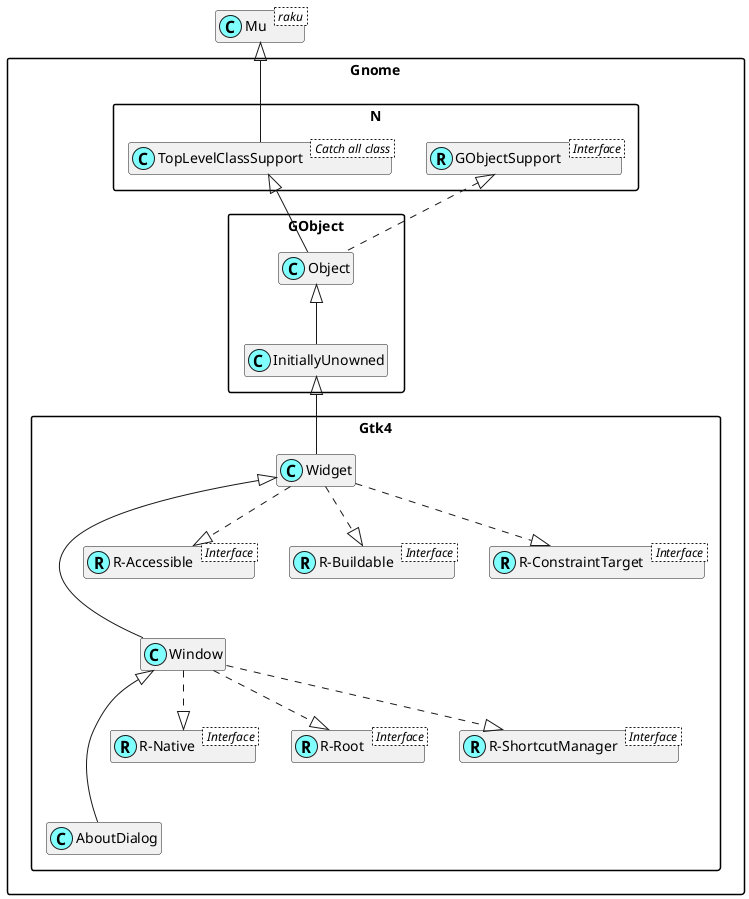 C Mu raku
Gnome
N
C TopLevelClassSupport Catch all class
R GObjectSupport Interface
GObject
C Object
C InitiallyUnowned
Gtk4
C Widget
R R-Accessible Interface
R R-Buildable Interface
R R-ConstraintTarget Interface
C Window
R R-Native Interface
R R-Root Interface
R R-ShortcutManager Interface
C AboutDialog